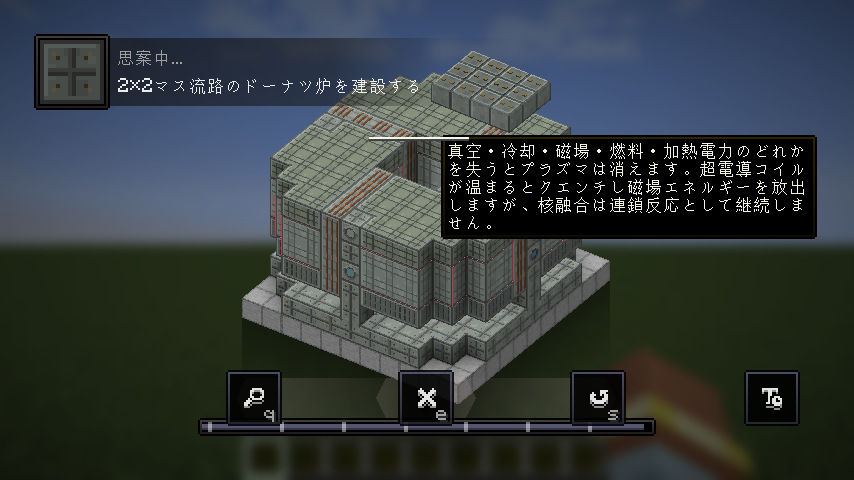 思案中...
2×2マス流路のドーナツ炉を建設する
真空・冷却・磁場・燃料・加熱電力のどれか
を失うとプラズマは消えます。超電導コイル
が温まるとクエンチし磁場エネルギーを放出
しますが、核融合は連鎖反応として継続しま
せん。
q
e
s